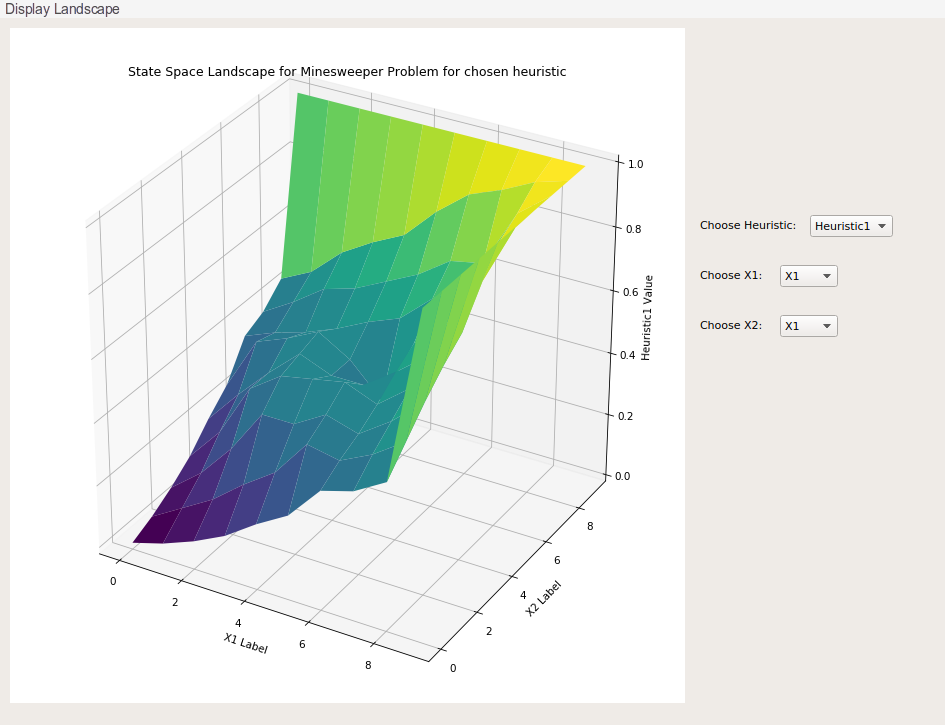 Display Landscape
State Space Landscape for Minesweeper Problem for chosen heuristic
1.0
0.8
0.6
0.4
0.2
0.0
Heuristic1 Value
8
6
4
2
0
X2 Label
0
2
4
6
8
X1 Label
Choose Heuristic: Heuristic1
Choose X1: X1
Choose X2: X1